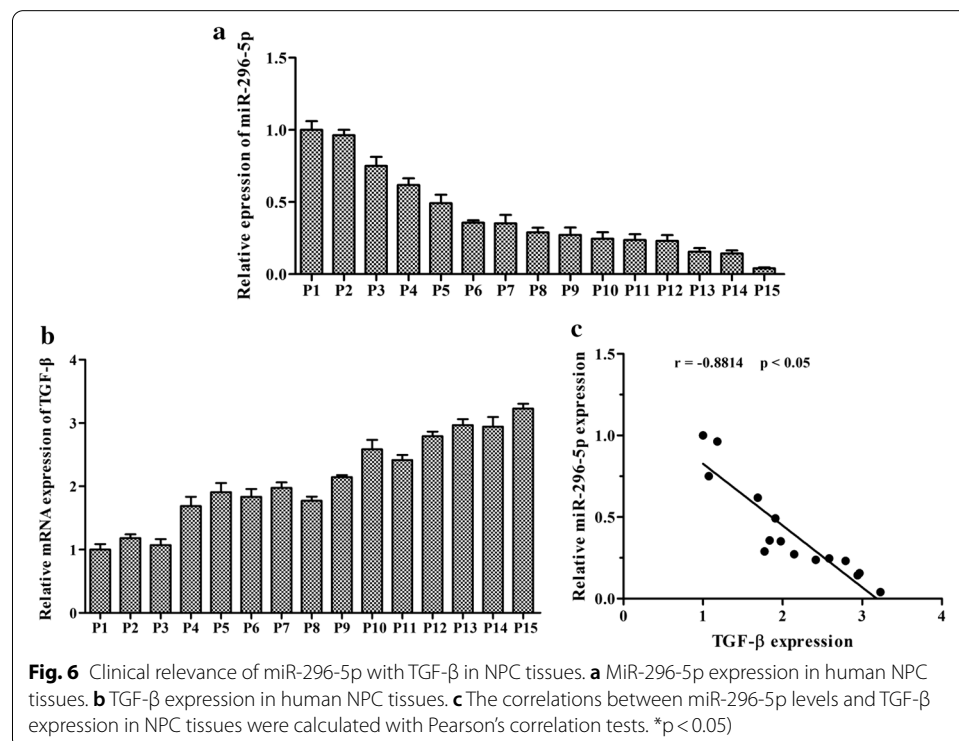 a
Relative epression of miR-296-5p
1.5
1.0
0.5
0.0
P1 P2 P3 P4 P5 P6 P7 P8 P9 P10 P11 P12 P13 P14 P15
b
Relative mRNA expression of TGF-β
4
3
2
1
0
P1 P2 P3 P4 P5 P6 P7 P8 P9 P10 P11 P12 P13 P14 P15
c
r = -0.8814 p < 0.05
Relative miR-296-5p expression
1.5
1.0
0.5
0.0
0 1 2 3 4
TGF-β expression
Fig. 6 Clinical relevance of miR-296-5p with TGF-β in NPC tissues. a MiR-296-5p expression in human NPC
tissues. b TGF-β expression in human NPC tissues. c The correlations between miR-296-5p levels and TGF-β
expression in NPC tissues were calculated with Pearson's correlation tests. *p < 0.05)